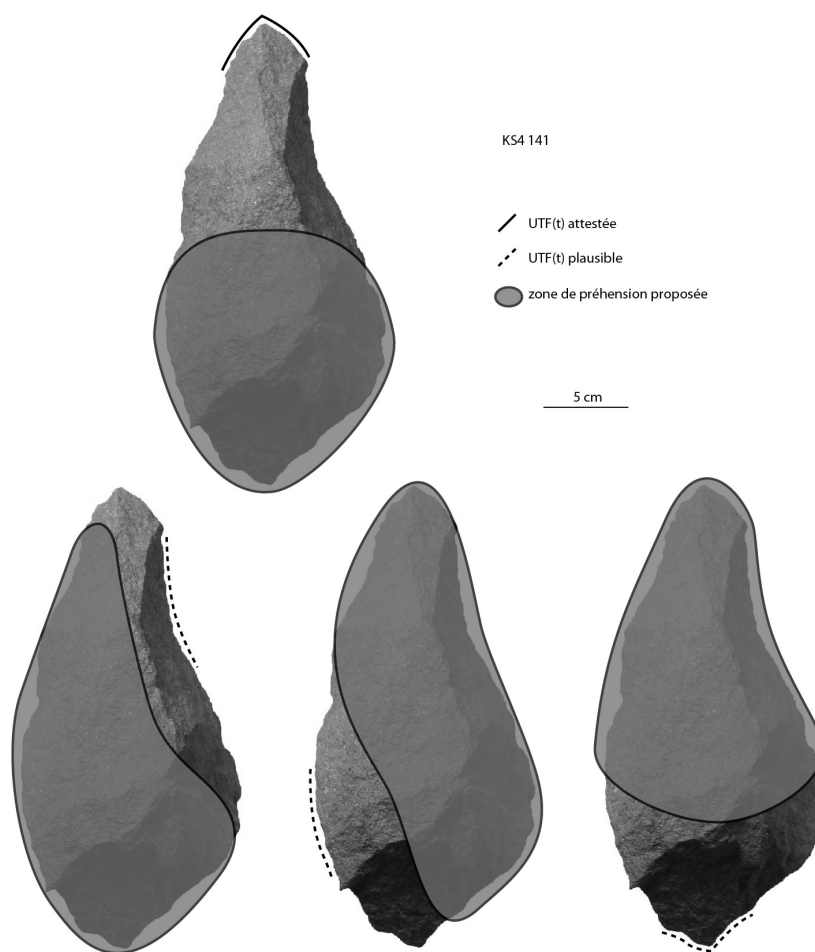 KS4 141
UTF(t) attestée
UTF(t) plausible
zone de préhension proposée
5 cm